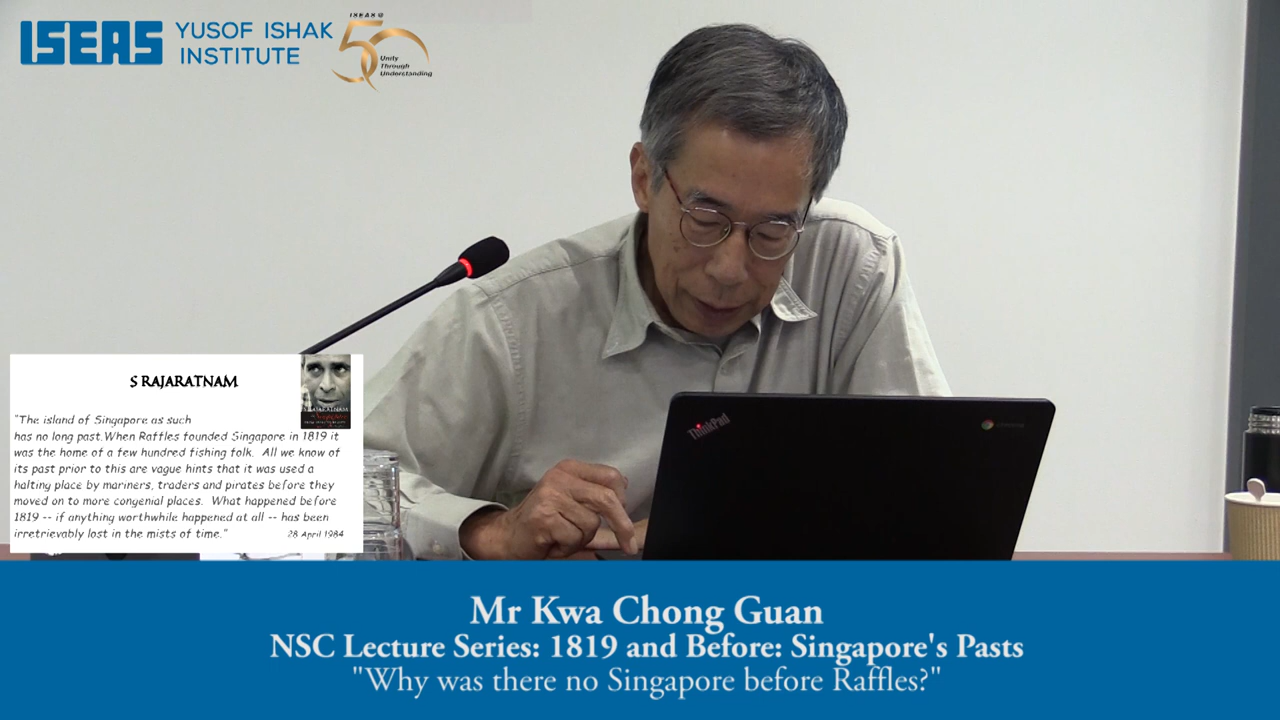 ISEAS YUSOF ISHAK
INSTITUTE
ISEAS @
50
Unity
Through
Understanding
S RAJARATNAM
"The island of Singapore as such
has no long past. When Raffles founded Singapore in 1819 it
was the home of a few hundred fishing folk. All we know of
its past prior to this are vague hints that it was used a
halting place by mariners, traders and pirates before they
moved on to more congenial places. What happened before
1819 -- if anything worthwhile happened at all -- has been
irretrievably lost in the mists of time."
28 April 1984
S RAJARATNAM
ThinkPad
Mr Kwa Chong Guan
NSC Lecture Series: 1819 and Before: Singapore's Pasts
"Why was there no Singapore before Raffles?"